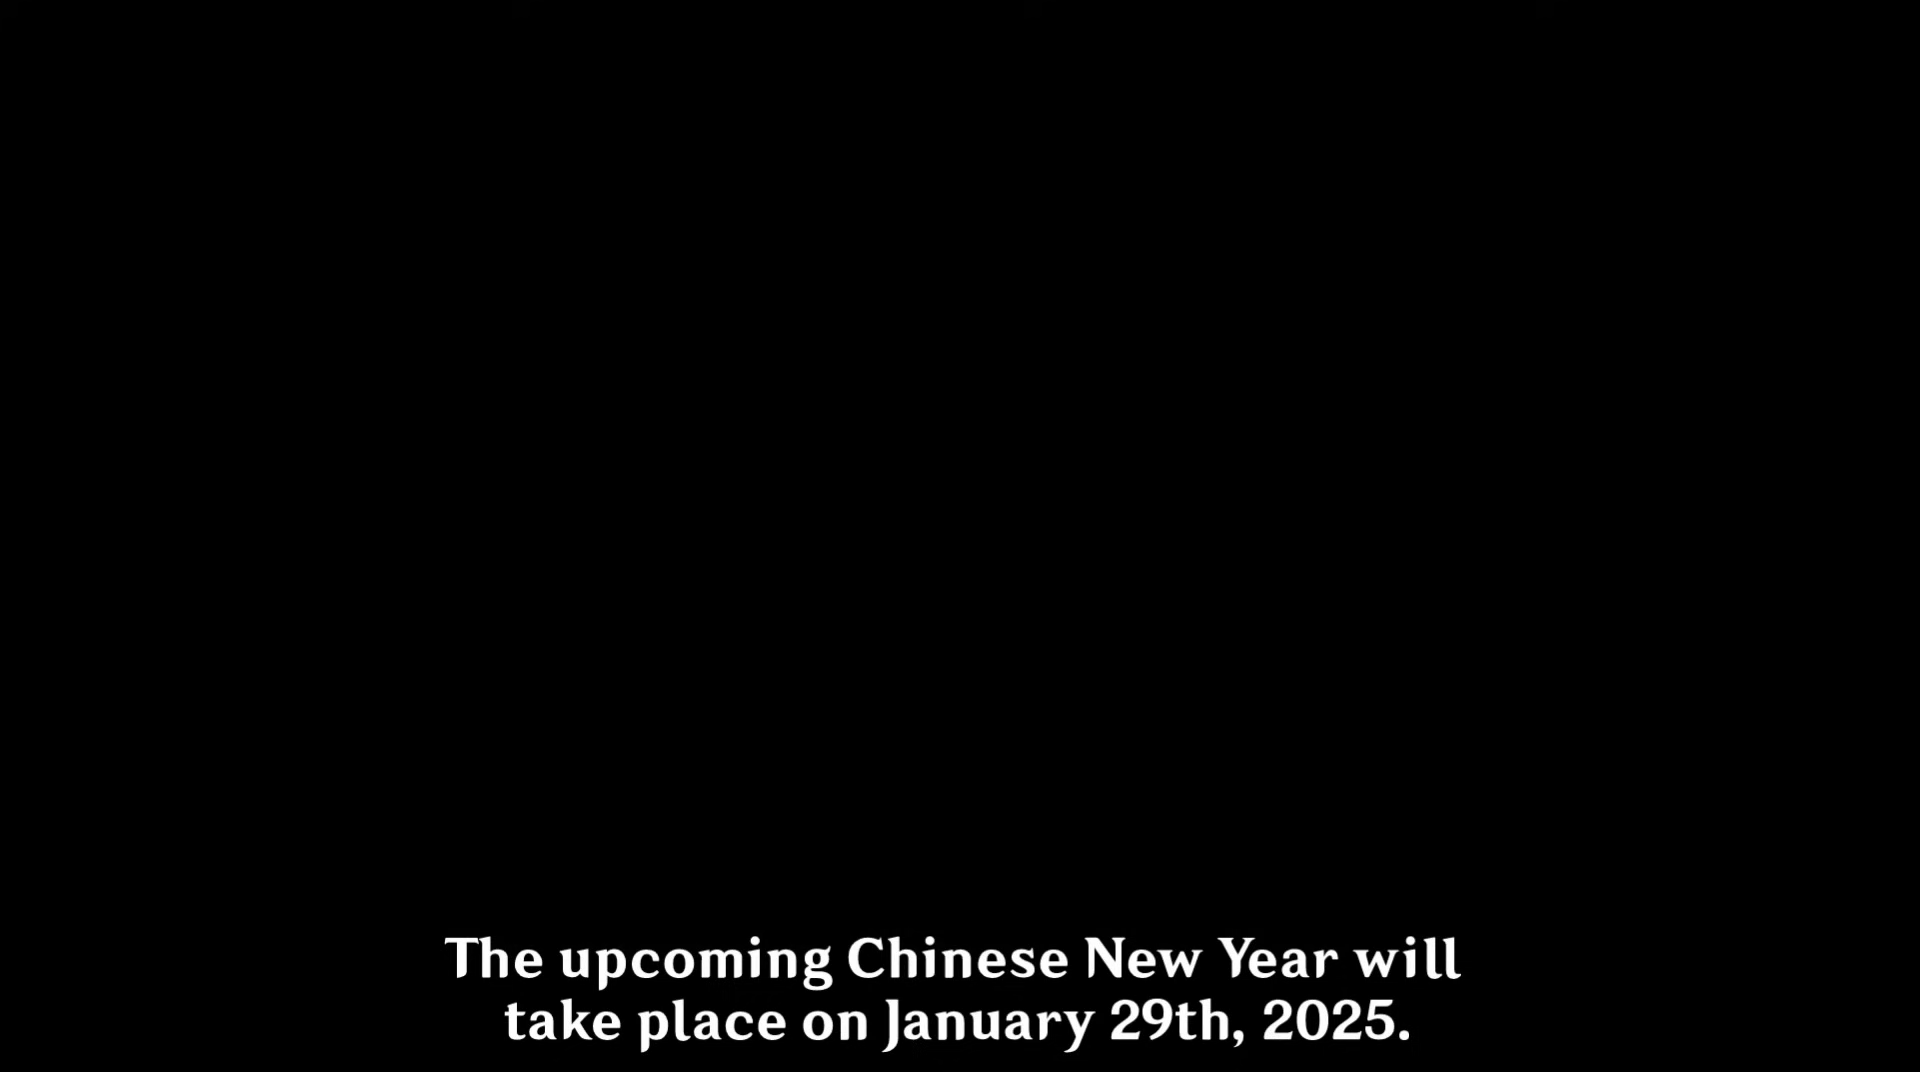 The upcoming Chinese New Year will
take place on January 29th, 2025.